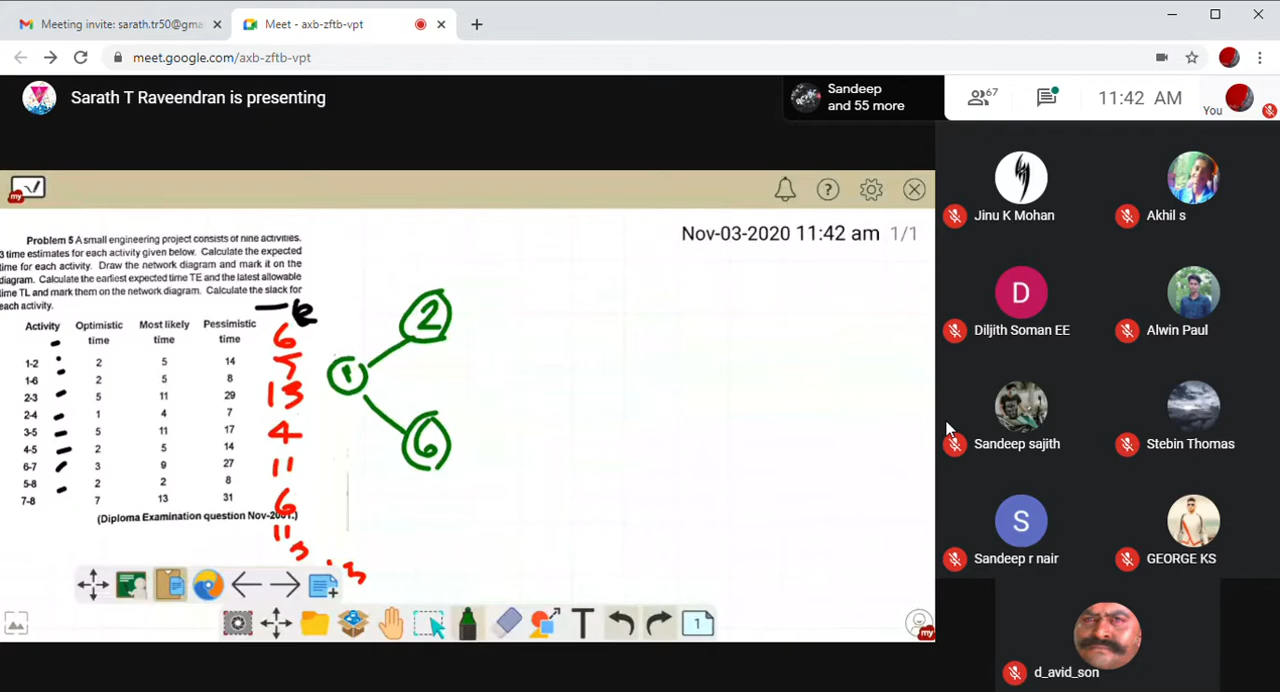 Meeting invite: sarath.tr50@gma
Meet - axb-zftb-vpt
meet.google.com/axb-zftb-vpt
Sarath T Raveendran is presenting
Sandeep
and 55 more
67
11:42 AM
You
my
Nov-03-2020 11:42 am 1/1
Problem 5 A small engineering project consists of nine activities.
3 time estimates for each activity given below. Calculate the expected
time for each activity. Draw the network diagram and mark it on the
diagram. Calculate the earliest expected time TE and the latest allowable
time TL and mark them on the network diagram. Calculate the slack for
each activity.
Activity Optimistic time Most likely time Pessimistic time
1-2 2 5 14
1-6 2 5 8
2-3 5 11 29
2-4 1 4 7
3-5 5 11 17
4-5 2 5 14
6-7 3 9 27
5-8 2 2 8
7-8 7 13 31
(Diploma Examination question Nov-2001.)
6
5
13
4
11
6
11
3
1
2
6
1
my
Jinu K Mohan
Akhil s
D
Diljith Soman EE
Alwin Paul
Sandeep sajith
Stebin Thomas
S
Sandeep r nair
GEORGE KS
d_avid_son